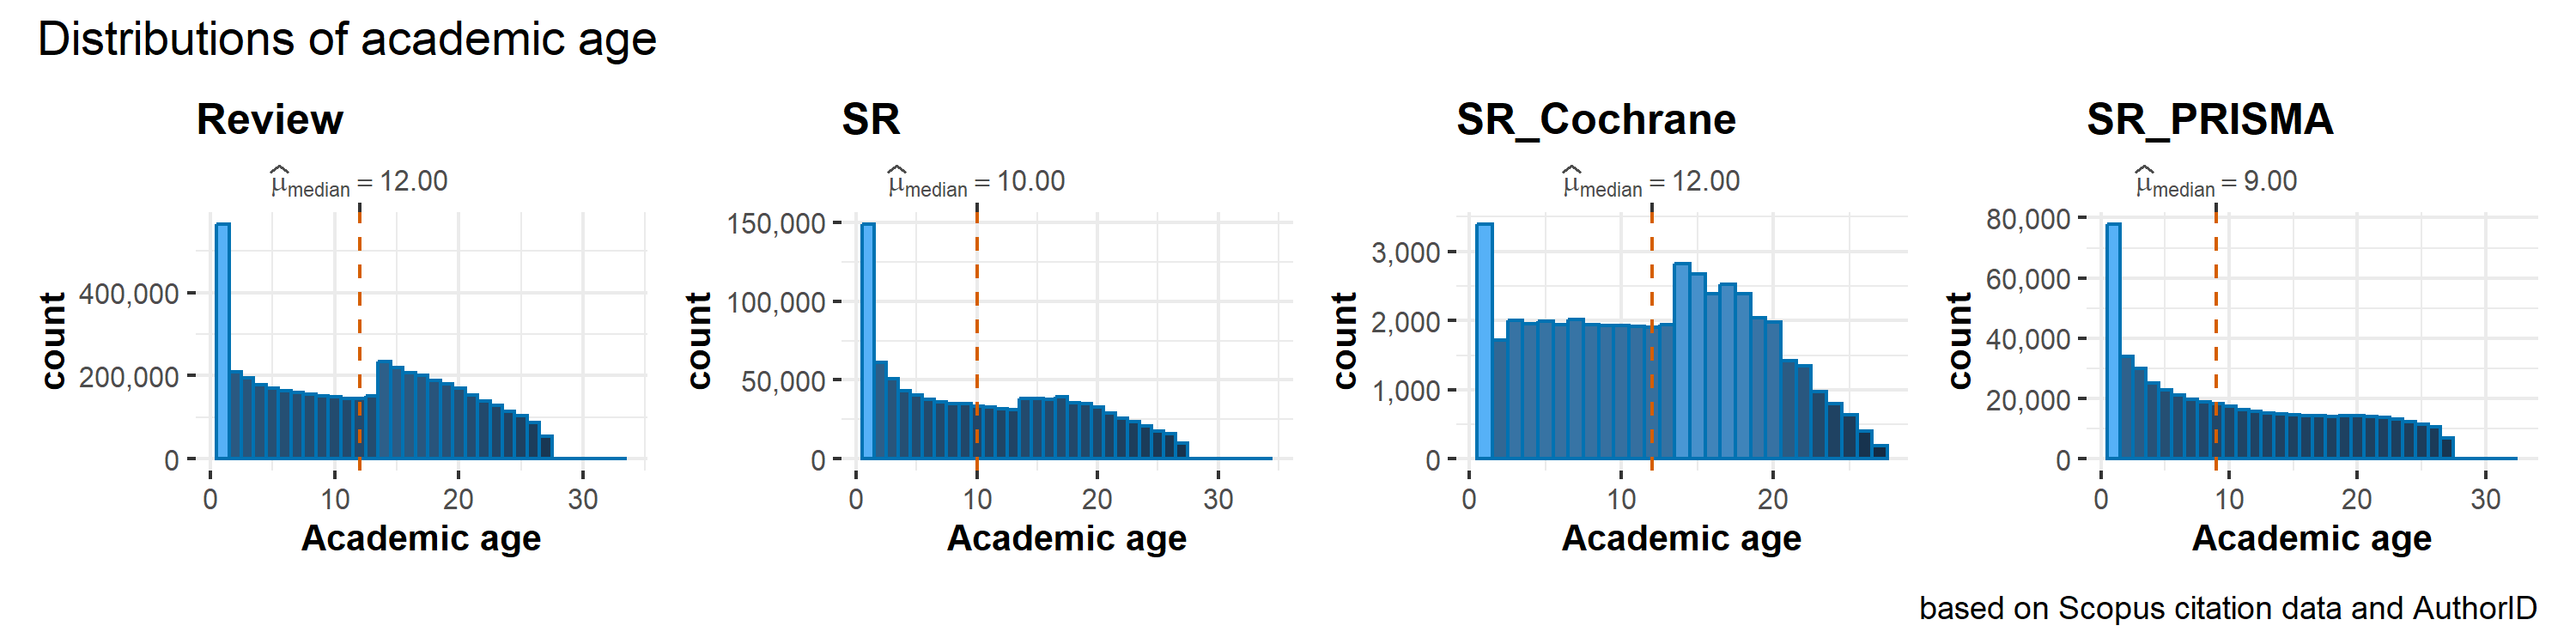 Distributions of academic age
Review
SR
SR_Cochrane
SR_PRISMA
μ̂median = 12.00
μ̂median = 10.00
μ̂median = 12.00
μ̂median = 9.00
count
400,000
200,000
0
0 10 20 30
Academic age
count
150,000
100,000
50,000
0
0 10 20 30
Academic age
count
3,000
2,000
1,000
0
0 10 20
Academic age
count
80,000
60,000
40,000
20,000
0
0 10 20 30
Academic age
based on Scopus citation data and AuthorID